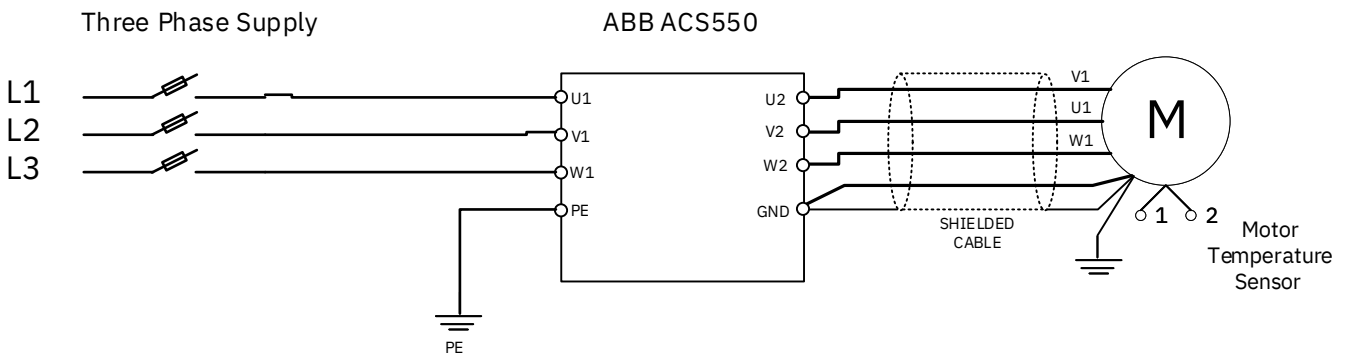 Three Phase Supply
ABB ACS550
L1
L2
L3
U1
V1
W1
PE
PE
U2
V2
W2
GND
SHIELDED
CABLE
V1
U1
W1
M
1
2
Motor
Temperature
Sensor